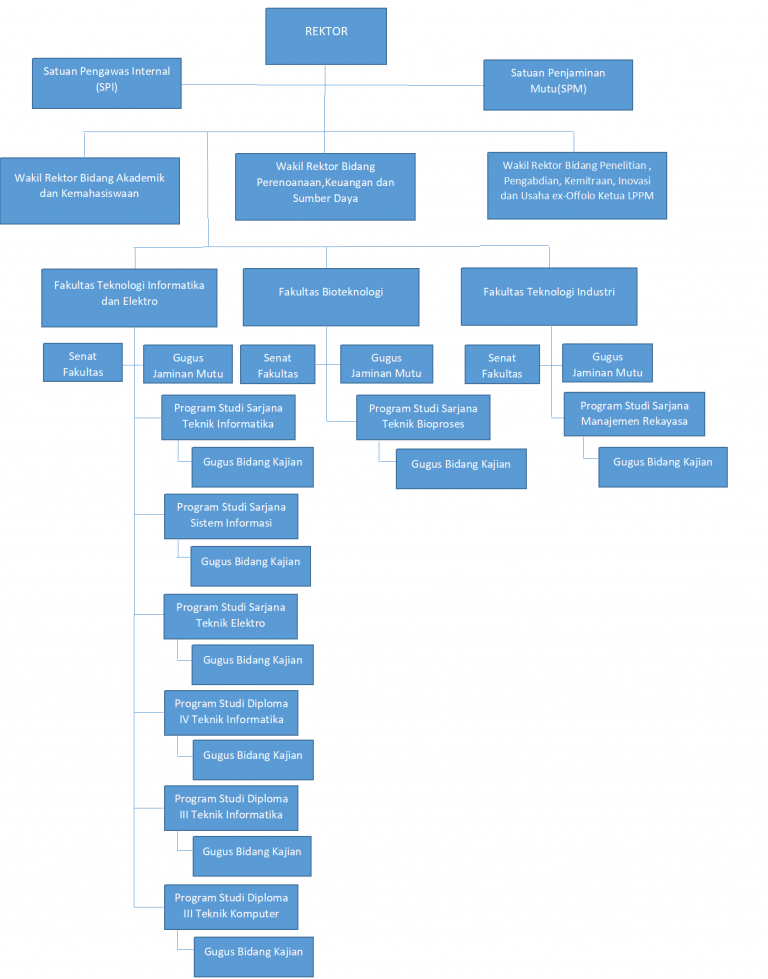 REKTOR
Satuan Pengawas Internal
(SPI)
Satuan Penjaminan
Mutu(SPM)
Wakil Rektor Bidang Akademik
dan Kemahasiswaan
Wakil Rektor Bidang
Perenoanaan,Keuangan dan
Sumber Daya
Wakil Rektor Bidang Penelitian ,
Pengabdian, Kemitraan, Inovasi
dan Usaha ex-Offolo Ketua LPPM
Fakultas Teknologi Informatika
dan Elektro
Fakultas Bioteknologi
Fakultas Teknologi Industri
Senat
Fakultas
Gugus
Jaminan Mutu
Senat
Fakultas
Gugus
Jaminan Mutu
Senat
Fakultas
Gugus
Jaminan Mutu
Program Studi Sarjana
Teknik Informatika
Gugus Bidang Kajian
Program Studi Sarjana
Teknik Bioproses
Gugus Bidang Kajian
Program Studi Sarjana
Manajemen Rekayasa
Gugus Bidang Kajian
Program Studi Sarjana
Sistem Informasi
Gugus Bidang Kajian
Program Studi Sarjana
Teknik Elektro
Gugus Bidang Kajian
Program Studi Diploma
IV Teknik Informatika
Gugus Bidang Kajian
Program Studi Diploma
III Teknik Informatika
Gugus Bidang Kajian
Program Studi Diploma
III Teknik Komputer
Gugus Bidang Kajian